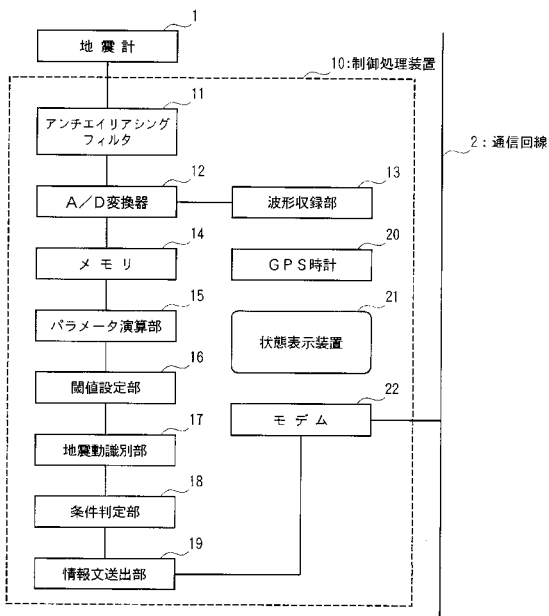 1
地震計
10:制御処理装置
11
アンチエイリアシング
フィルタ
2:通信回線
12
A/D変換器
13
波形収録部
14
メモリ
20
GPS時計
15
パラメータ演算部
21
状態表示装置
16
閾値設定部
22
モデム
17
地震動識別部
18
条件判定部
19
情報文送出部